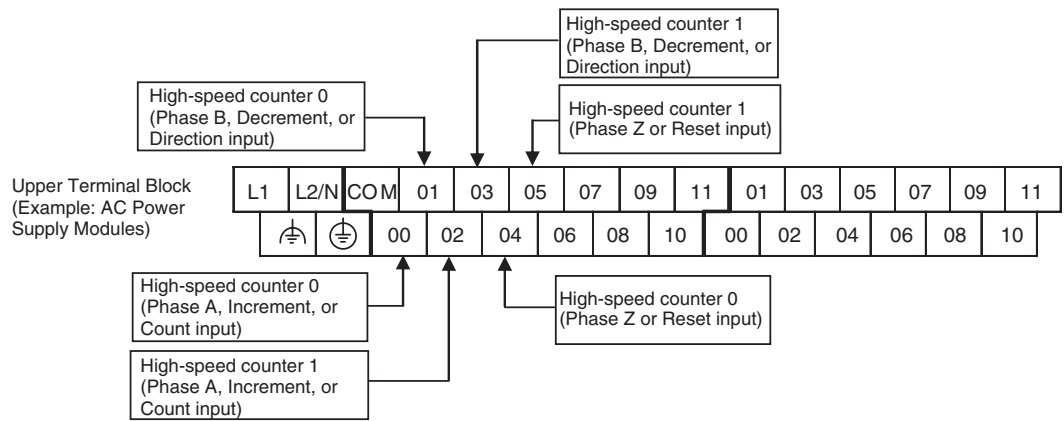 High-speed counter 1
(Phase B, Decrement, or
Direction input)
High-speed counter 0
(Phase B, Decrement, or
Direction input)
High-speed counter 1
(Phase Z or Reset input)
Upper Terminal Block
(Example: AC Power
Supply Modules)
L1 L2/N COM 01 03 05 07 09 11 01 03 05 07 09 11
00 02 04 06 08 10 00 02 04 06 08 10
High-speed counter 0
(Phase A, Increment, or
Count input)
High-speed counter 0
(Phase Z or Reset input)
High-speed counter 1
(Phase A, Increment, or
Count input)